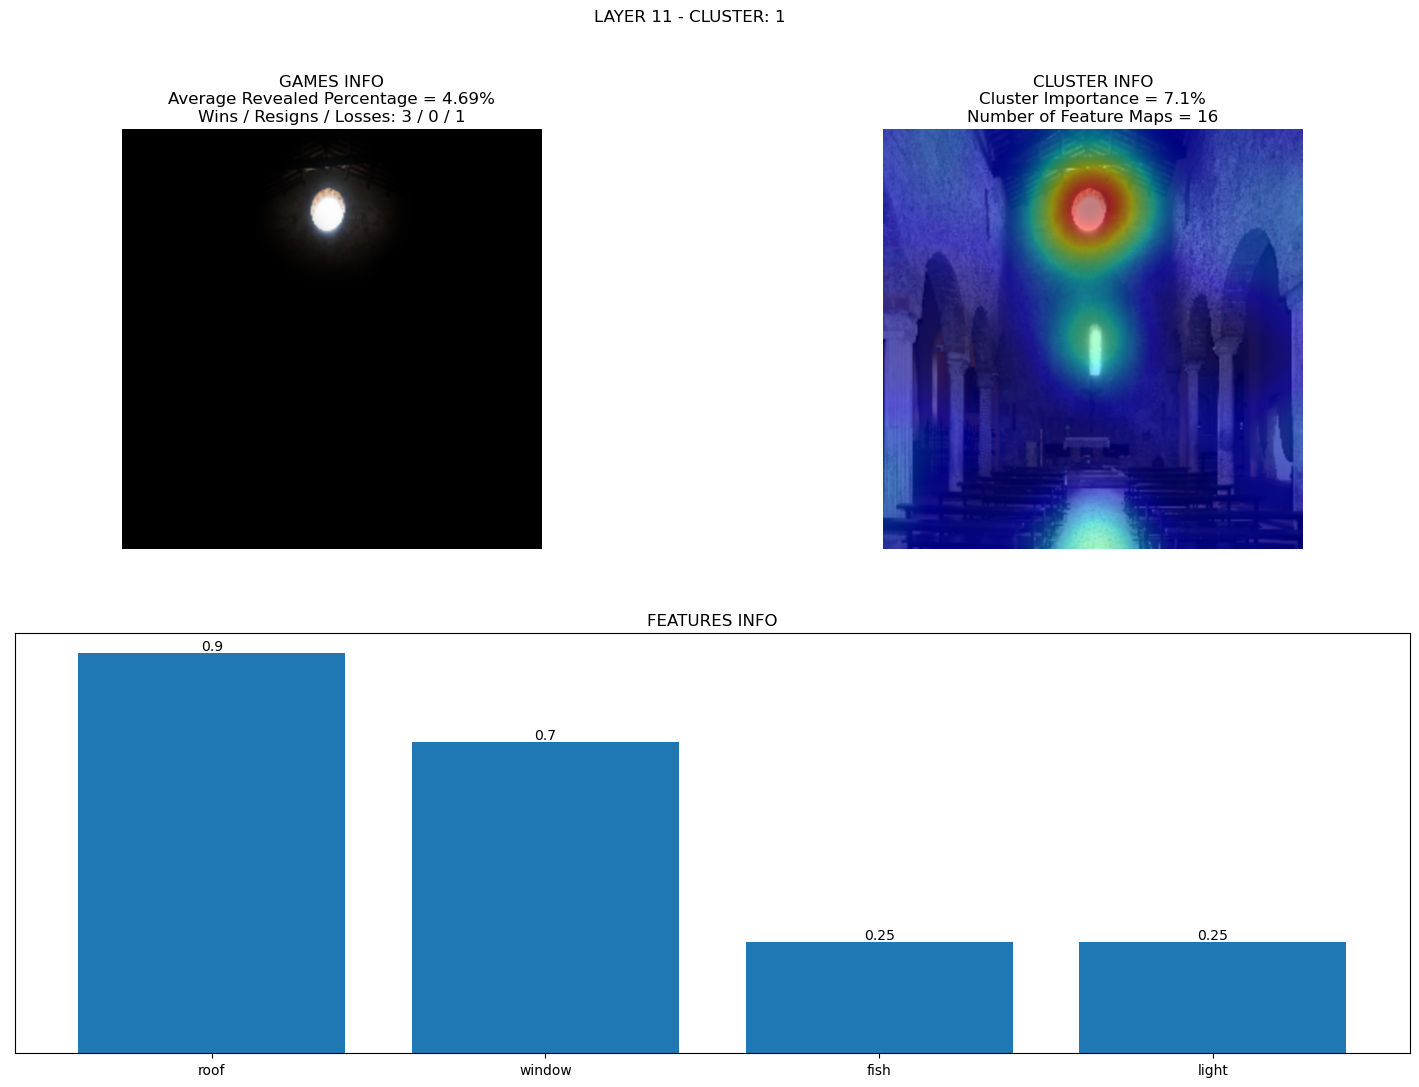 LAYER 11 - CLUSTER: 1
GAMES INFO
Average Revealed Percentage = 4.69%
Wins / Resigns / Losses: 3 / 0 / 1
CLUSTER INFO
Cluster Importance = 7.1%
Number of Feature Maps = 16
FEATURES INFO
0.9
0.7
0.25
0.25
roof
window
fish
light